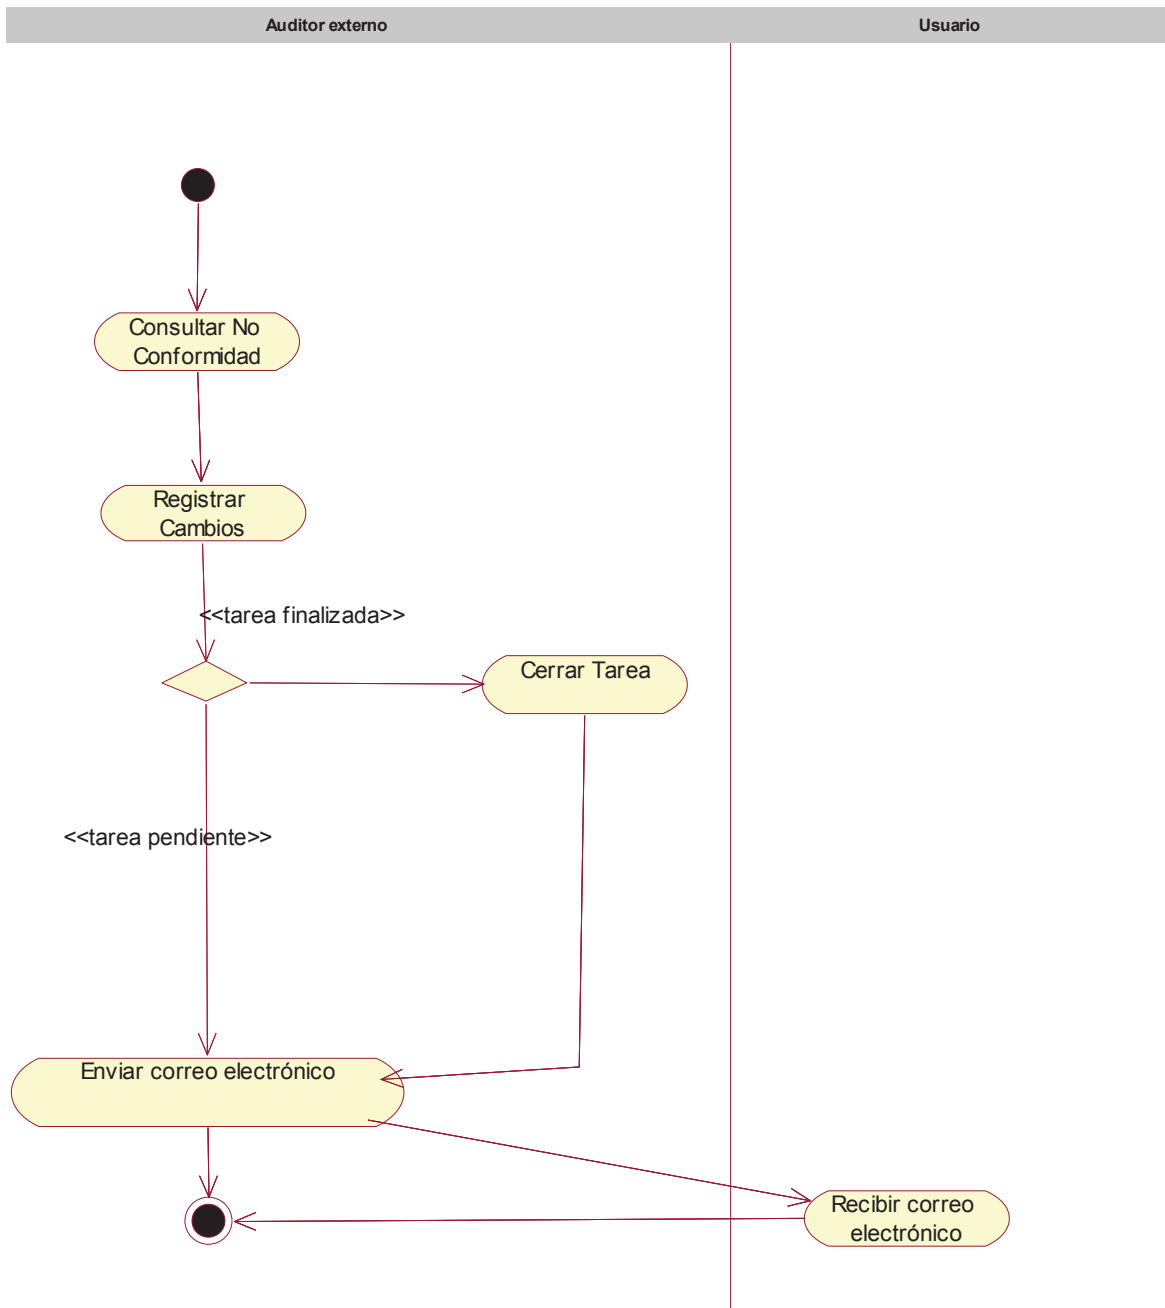 Auditor externo
Usuario
Consultar No
Conformidad
Registrar
Cambios
<<tarea finalizada>>
Cerrar Tarea
<<tarea pendiente>>
Enviar correo electrónico
Recibir correo
electrónico